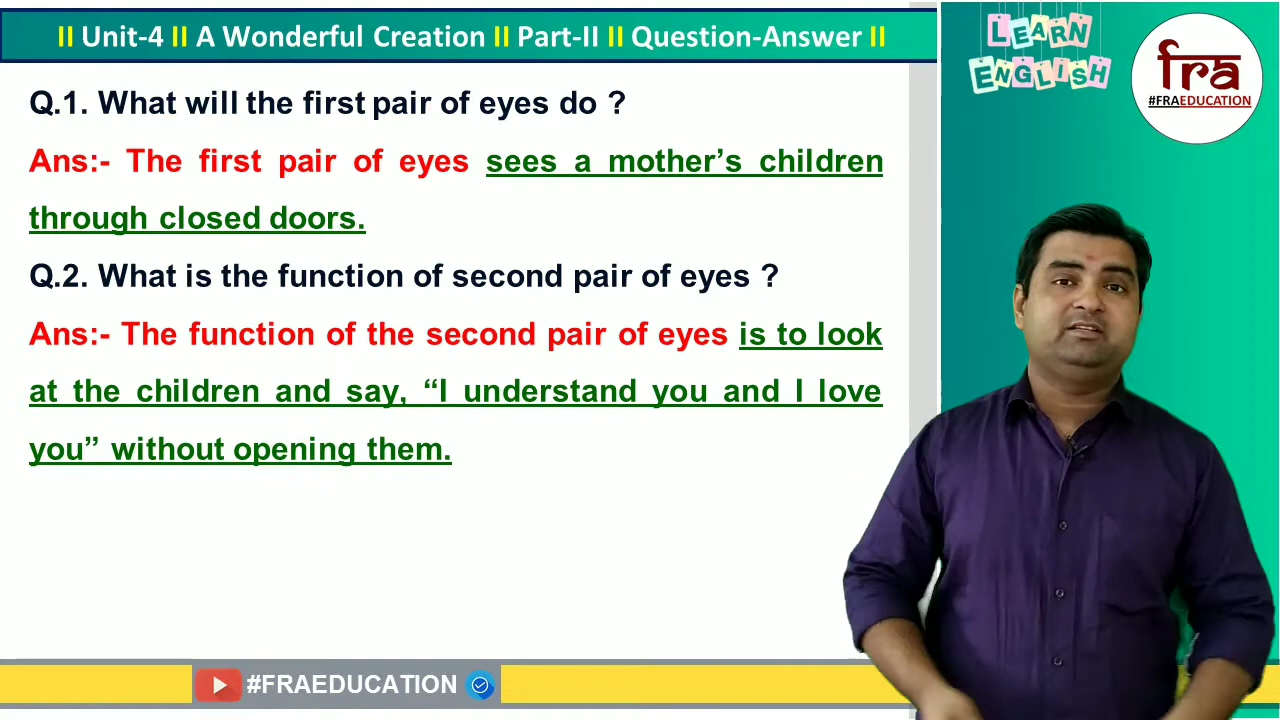 II Unit-4 II A Wonderful Creation II Part-II II Question-Answer II
LEARN
ENGLISH
fra
#FRAEDUCATION
Q.1. What will the first pair of eyes do ?
Ans:- The first pair of eyes sees a mother’s children
through closed doors.
Q.2. What is the function of second pair of eyes ?
Ans:- The function of the second pair of eyes is to look
at the children and say, “I understand you and I love
you” without opening them.
#FRAEDUCATION